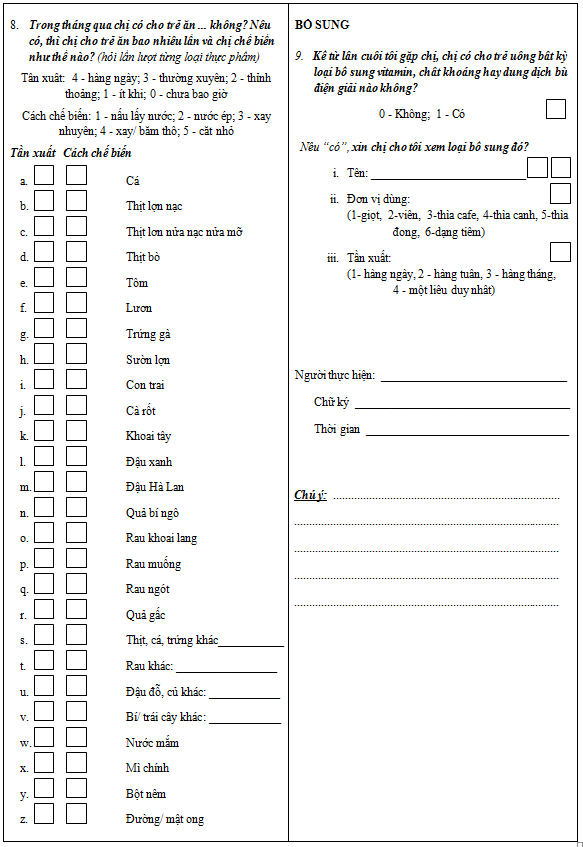 8. Trong tháng qua chị có cho trẻ ăn ... không? Nếu
có, thì chị cho trẻ ăn bao nhiêu lần và chị chế biến
như thế nào? (hỏi lần lượt từng loại thực phẩm)
Tần xuất: 4 - hàng ngày; 3 - thường xuyên; 2 - thỉnh
thoảng; 1 - ít khi; 0 - chưa bao giờ
Cách chế biến: 1 - nấu lấy nước; 2 - nước ép; 3 - xay
nhuyễn; 4 - xay/ băm thô; 5 - cắt nhỏ
Tần xuất Cách chế biến
a. Cá
b. Thịt lợn nạc
c. Thịt lơn nửa nạc nửa mỡ
d. Thịt bò
e. Tôm
f. Lươn
g. Trứng gà
h. Sườn lợn
i. Con trai
j. Cà rốt
k. Khoai tây
l. Đậu xanh
m. Đậu Hà Lan
n. Quả bí ngô
o. Rau khoai lang
p. Rau muống
q. Rau ngót
r. Quả gấc
s. Thịt, cá, trứng khác____________
t. Rau khác: __________________
u. Đậu đỗ, củ khác: _____________
v. Bí/ trái cây khác: _____________
w. Nước mắm
x. Mì chính
y. Bột nêm
z. Đường/ mật ong
BỔ SUNG
9. Kể từ lần cuối tôi gặp chị, chị có cho trẻ uống bất kỳ
loại bổ sung vitamin, chất khoáng hay dung dịch bù
điện giải nào không?
0 - Không; 1 - Có
Nếu “có”, xin chị cho tôi xem loại bổ sung đó?
i. Tên: ____________________________
ii. Đơn vị dùng:
(1-giọt, 2-viên, 3-thìa cafe, 4-thìa canh, 5-thìa
đong, 6-dạng tiêm)
iii. Tần xuất:
(1- hàng ngày, 2 - hàng tuần, 3 - hàng tháng,
4 - một liều duy nhất)
Người thực hiện: _________________________________
Chữ ký ______________________________________
Thời gian ____________________________________
Chú ý: ................................................................................
..............................................................................................
..............................................................................................
..............................................................................................
..............................................................................................